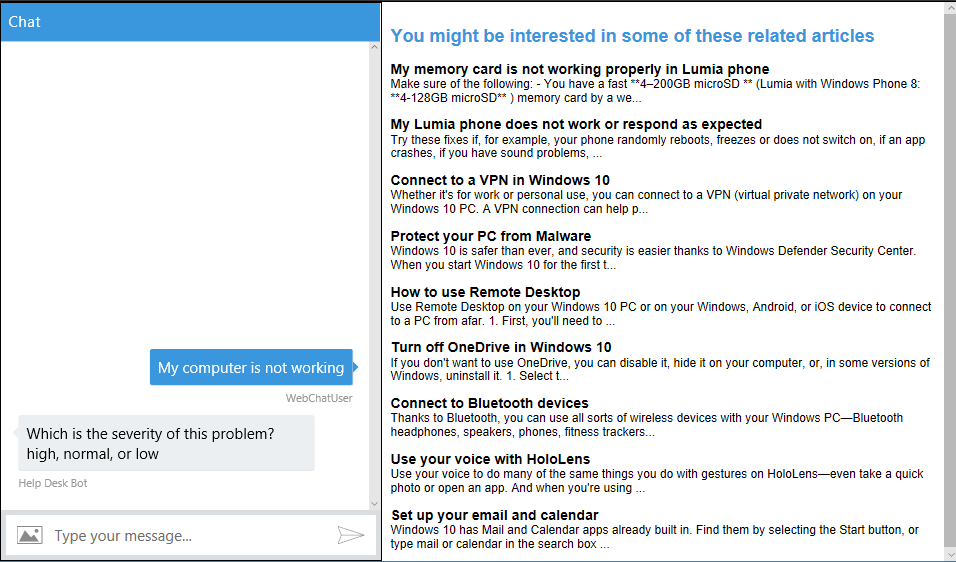 Chat
My computer is not working
WebChatUser
Which is the severity of this problem?
high, normal, or low
Help Desk Bot
Type your message...
You might be interested in some of these related articles
My memory card is not working properly in Lumia phone
Make sure of the following: - You have a fast **4–200GB microSD ** (Lumia with Windows Phone 8:
**4-128GB microSD** ) memory card by a we...
My Lumia phone does not work or respond as expected
Try these fixes if, for example, your phone randomly reboots, freezes or does not switch on, if an app
crashes, if you have sound problems, ...
Connect to a VPN in Windows 10
Whether it's for work or personal use, you can connect to a VPN (virtual private network) on your
Windows 10 PC. A VPN connection can help p...
Protect your PC from Malware
Windows 10 is safer than ever, and security is easier thanks to Windows Defender Security Center.
When you start Windows 10 for the first t...
How to use Remote Desktop
Use Remote Desktop on your Windows 10 PC or on your Windows, Android, or iOS device to connect
to a PC from afar. 1. First, you'll need to ...
Turn off OneDrive in Windows 10
If you don't want to use OneDrive, you can disable it, hide it on your computer, or, in some versions of
Windows, uninstall it. 1. Select t...
Connect to Bluetooth devices
Thanks to Bluetooth, you can use all sorts of wireless devices with your Windows PC—Bluetooth
headphones, speakers, phones, fitness trackers...
Use your voice with HoloLens
Use your voice to do many of the same things you do with gestures on HoloLens—even take a quick
photo or open an app. And when you're using ...
Set up your email and calendar
Windows 10 has Mail and Calendar apps already built in. Find them by selecting the Start button, or
type mail or calendar in the search box ...